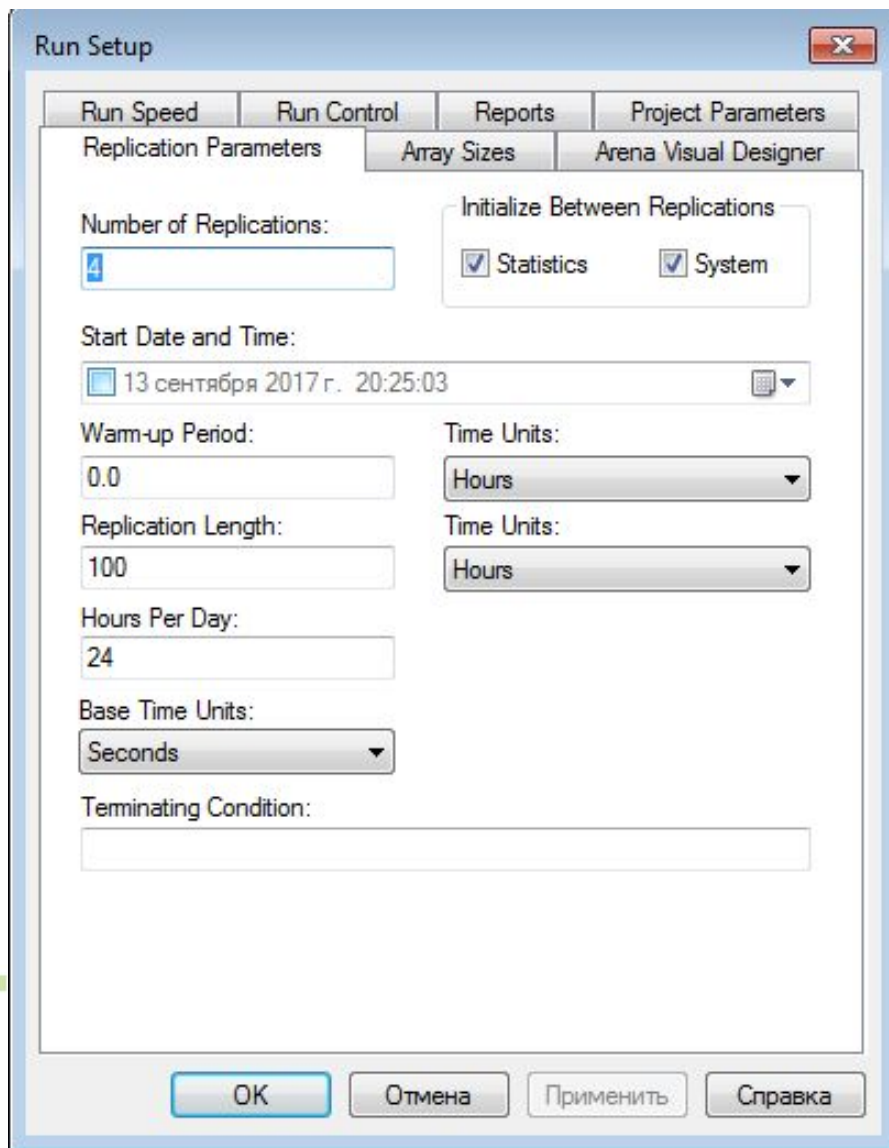 Run Setup
Run Speed
Run Control
Reports
Project Parameters
Replication Parameters
Array Sizes
Arena Visual Designer
Number of Replications:
4
Initialize Between Replications
Statistics
System
Start Date and Time:
13 сентября 2017 г. 20:25:03
Warm-up Period:
Time Units:
0.0
Hours
Replication Length:
Time Units:
100
Hours
Hours Per Day:
24
Base Time Units:
Seconds
Terminating Condition:
OK
Отмена
Применить
Справка